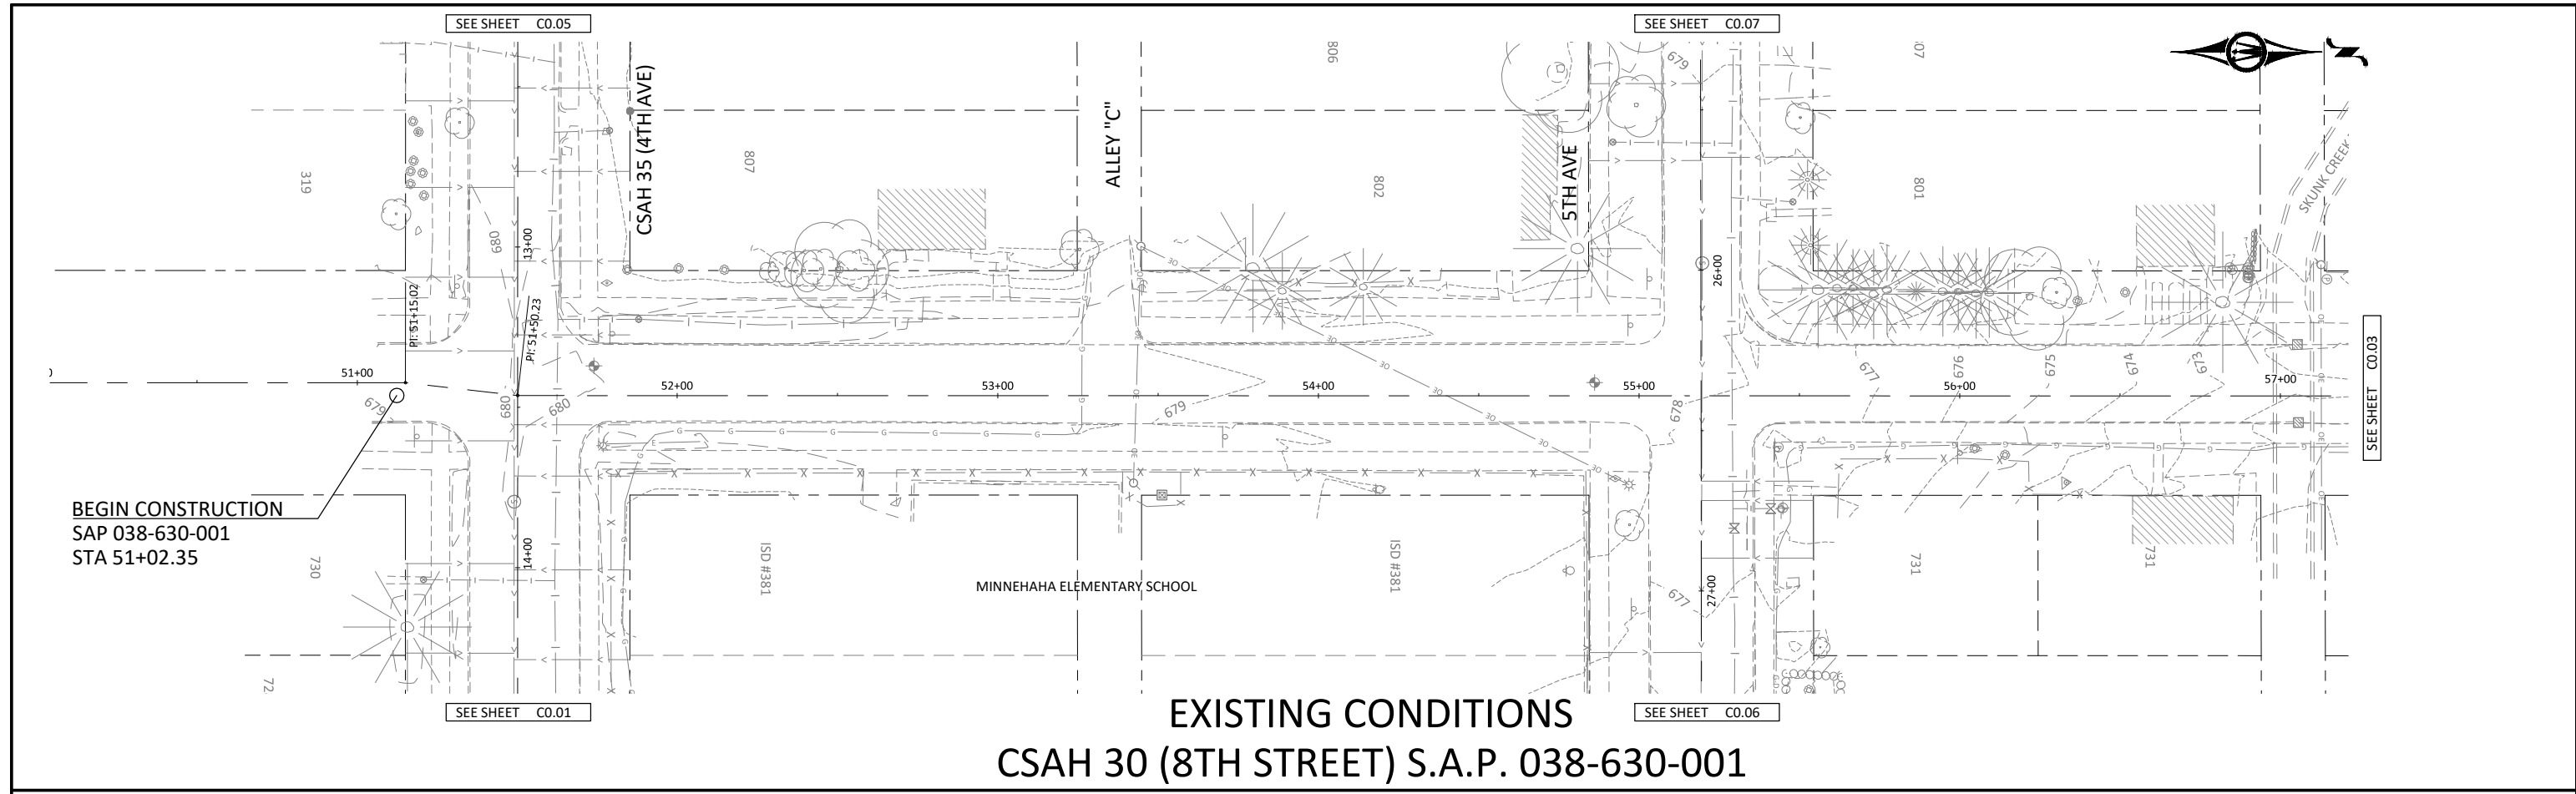 SEE SHEET C0.05
SEE SHEET C0.07
CSAH 35 (4TH AVE)
ALLEY "C"
5TH AVE
806
679
807
319
807
802
801
SKUNK CREEK
680
13+00
26+00
PI: 51+15.02
PI: 51+50.23
51+00
52+00
53+00
54+00
55+00
56+00
57+00
677
676
675
674
673
679
680
680
679
678
SEE SHEET C0.03
BEGIN CONSTRUCTION
SAP 038-630-001
STA 51+02.35
730
14+00
ISD #381
MINNEHAHA ELEMENTARY SCHOOL
ISD #381
677
27+00
731
731
72
SEE SHEET C0.01
SEE SHEET C0.06
EXISTING CONDITIONS
CSAH 30 (8TH STREET) S.A.P. 038-630-001